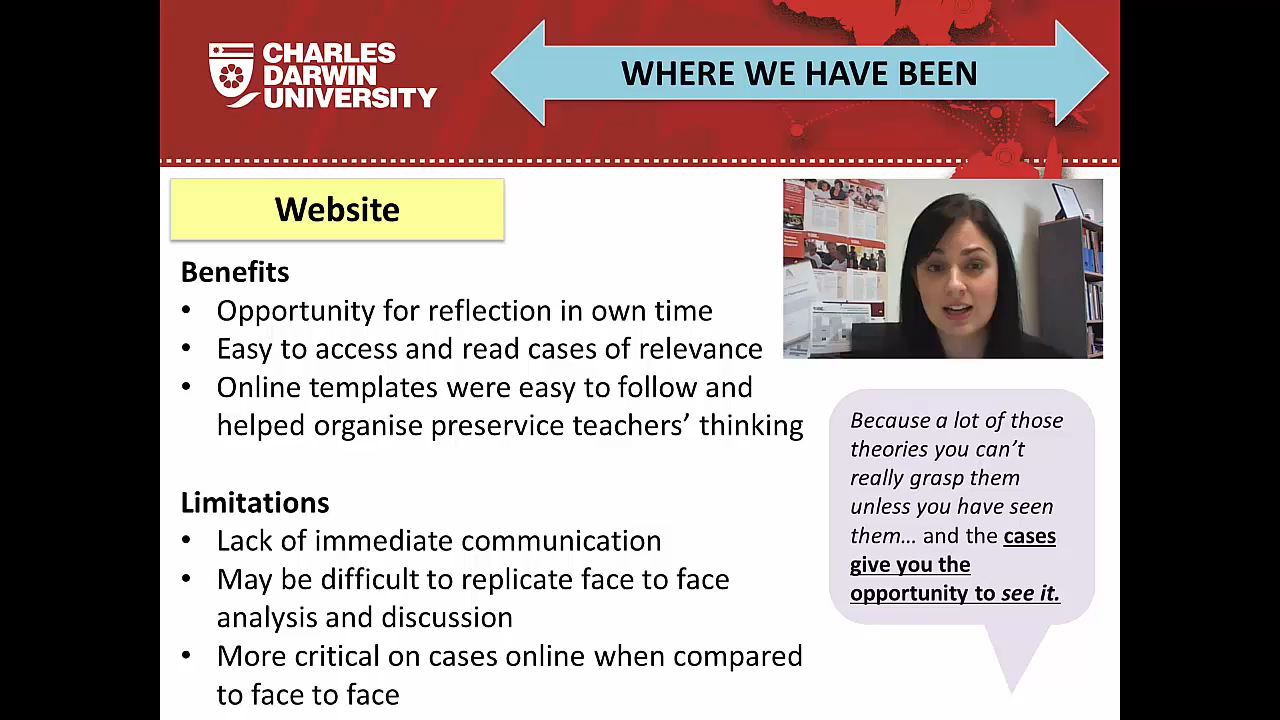 CHARLES
DARWIN
UNIVERSITY
WHERE WE HAVE BEEN
Website
Benefits
• Opportunity for reflection in own time
• Easy to access and read cases of relevance
• Online templates were easy to follow and
helped organise preservice teachers’ thinking
Limitations
• Lack of immediate communication
• May be difficult to replicate face to face
analysis and discussion
• More critical on cases online when compared
to face to face
Because a lot of those
theories you can’t
really grasp them
unless you have seen
them… and the cases
give you the
opportunity to see it.